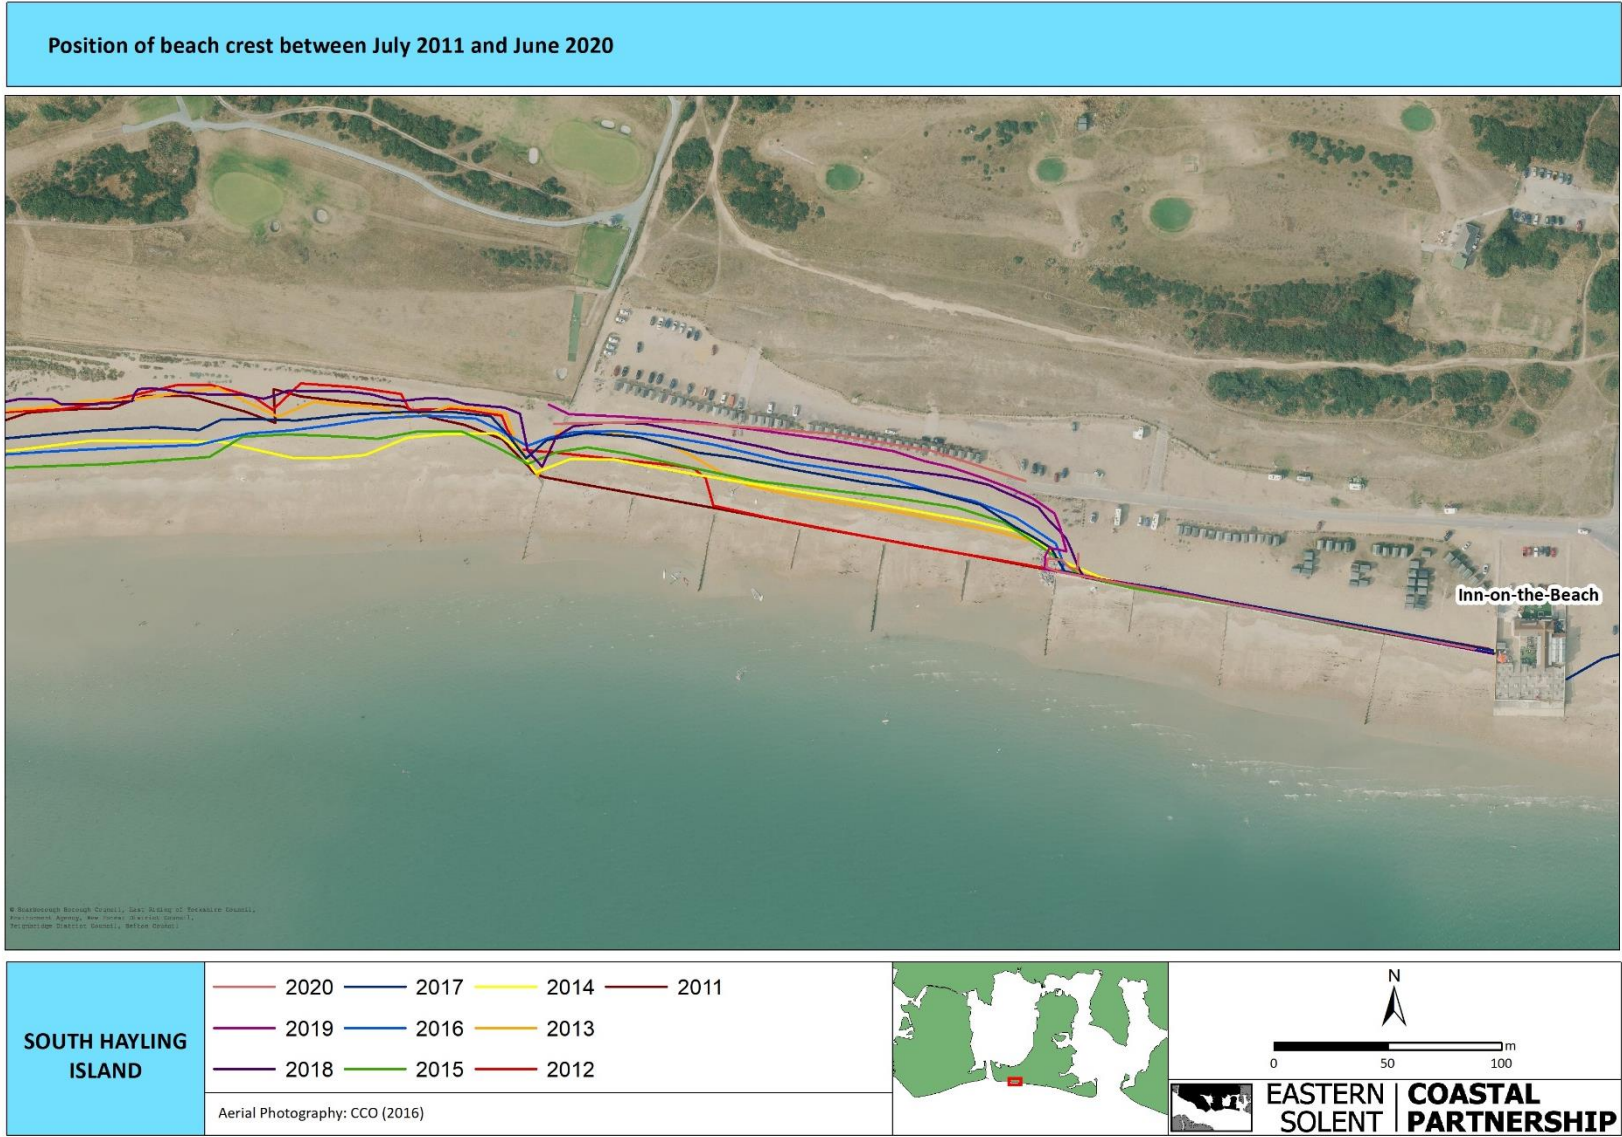 Position of beach crest between July 2011 and June 2020
Inn-on-the-Beach
SOUTH HAYLING
ISLAND
2020 2017 2014 2011
2019 2016 2013
2018 2015 2012
Aerial Photography: CCO (2016)
N
m
0 50 100
EASTERN SOLENT
COASTAL PARTNERSHIP